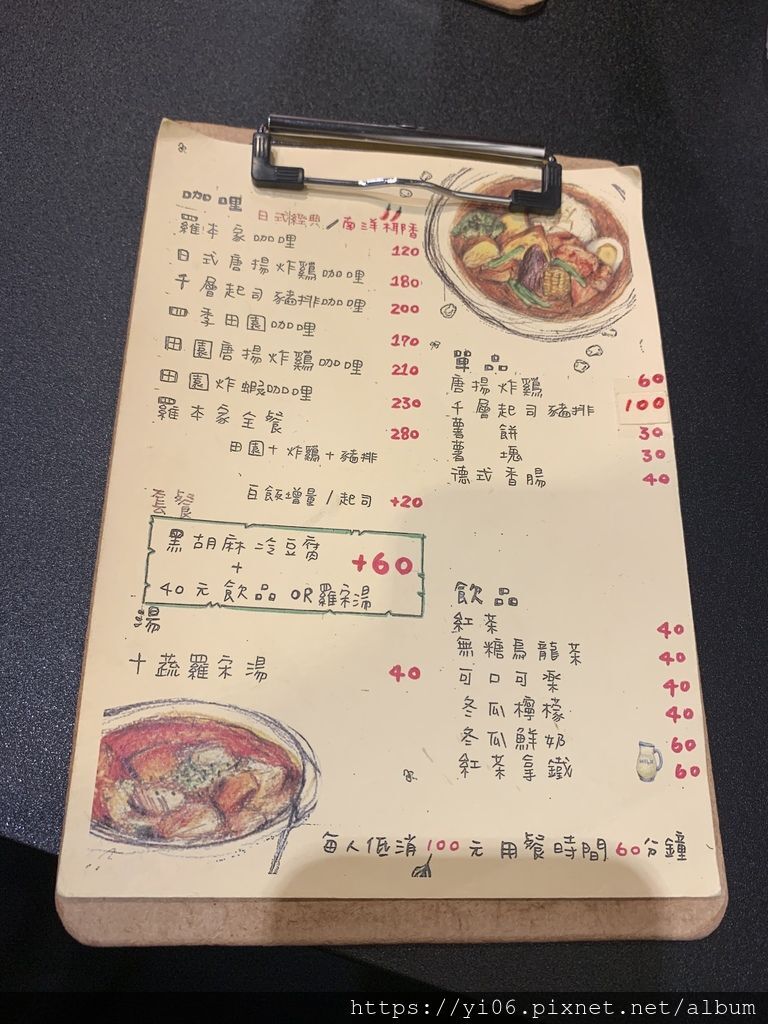 咖哩
日式經典/南洋椰香
羅本家咖哩 120
日式唐揚炸鷄咖哩 180
千層起司豬排咖哩 200
四季田園咖哩 170
田園唐揚炸鷄咖哩 210
田園炸蝦咖哩 230
羅本家全餐 280
田園+炸鷄+豬排
白飯增量/起司 +20
套餐
黑胡麻冷豆腐
+
40元飲品OR羅宋湯
+60
湯
十蔬羅宋湯 40
單品
唐揚炸鷄 60
千層起司豬排 100
薯餅 30
薯塊 30
德式香腸 40
飲品
紅茶 40
無糖烏龍茶 40
可口可樂 40
冬瓜檸檬 40
冬瓜鮮奶 60
紅茶拿鐵 60
MILK
每人低消100元用餐時間60分鐘
https://yi06.pixnet.net/album